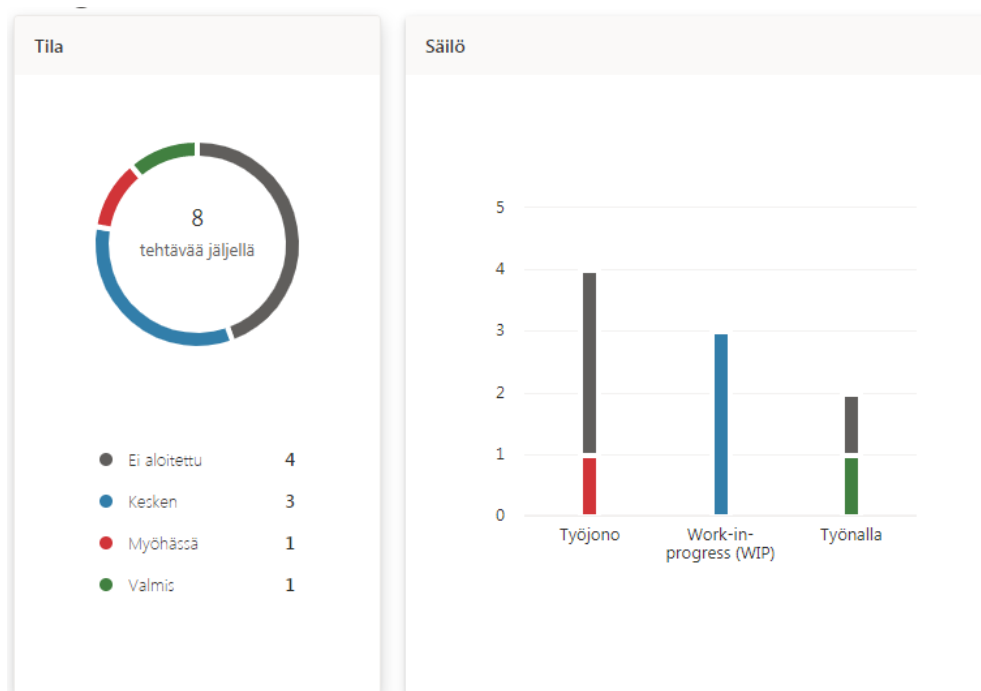 Tila
8
tehtävää jäljellä
Ei aloitettu 4
Kesken 3
Myöhässä 1
Valmis 1
Säilö
5
4
3
2
1
0
Työjono
Work-in-
progress (WIP)
Työnalla